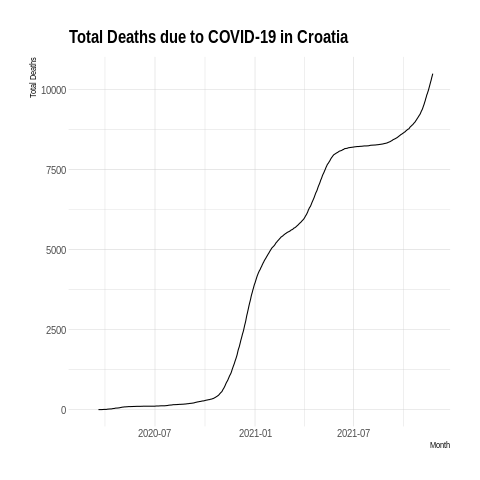 Total Deaths due to COVID-19 in Croatia
Total Deaths
10000
7500
5000
2500
0
2020-07 2021-01 2021-07
Month